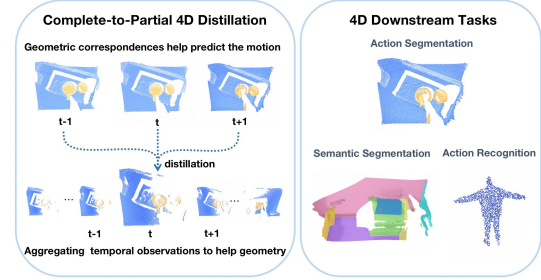 Complete-to-Partial 4D Distillation
Geometric correspondences help predict the motion
t-1
t
t+1
distillation
...
...
t-1
t
t+1
Aggregating temporal observations to help geometry
4D Downstream Tasks
Action Segmentation
Semantic Segmentation
Action Recognition